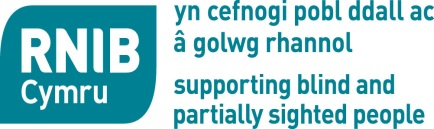 RNIB
Cymru
yn cefnogi pobl ddall ac
â golwg rhannol
supporting blind and
partially sighted people